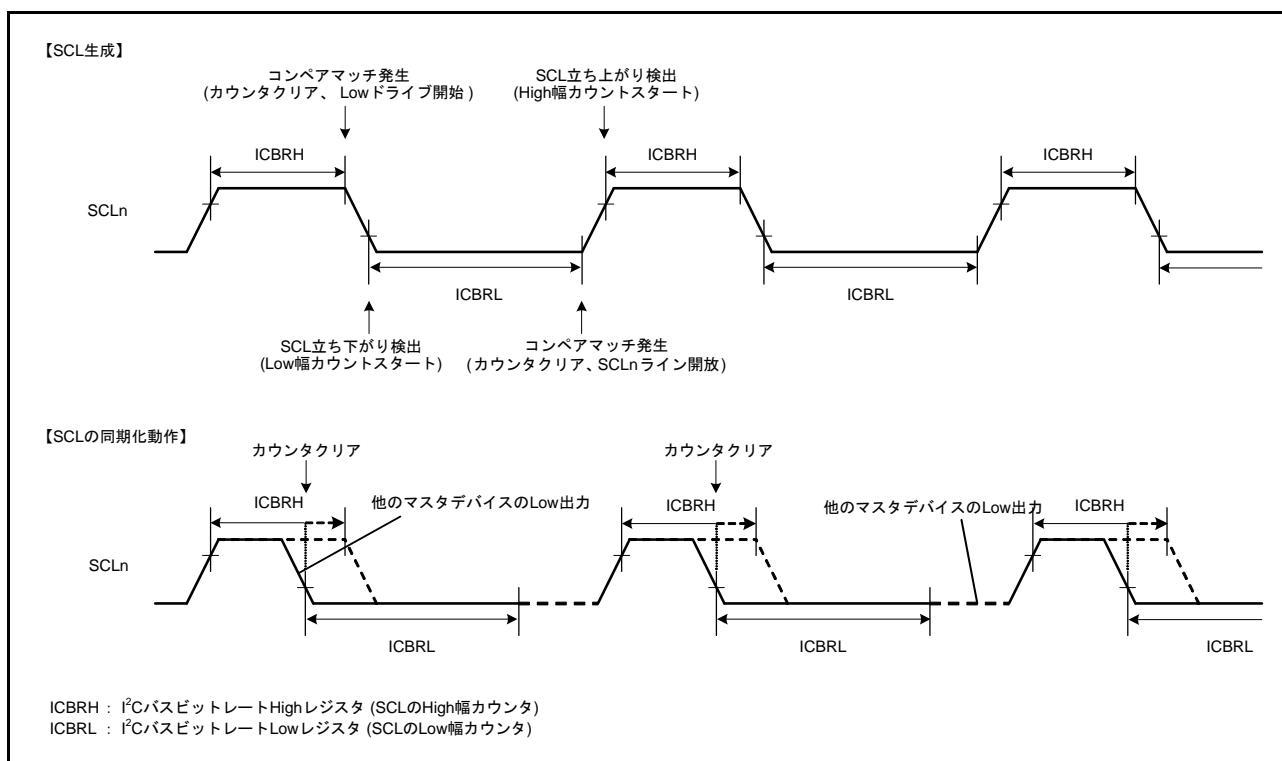 【SCL生成】
コンペアマッチ発生
(カウンタクリア、 Lowドライブ開始 )
SCL立ち上がり検出
(High幅カウントスタート)
ICBRH
ICBRH
ICBRH
SCLn
ICBRL
ICBRL
SCL立ち下がり検出
(Low幅カウントスタート)
コンペアマッチ発生
(カウンタクリア、SCLnライン開放)
【SCLの同期化動作】
カウンタクリア
カウンタクリア
ICBRH
他のマスタデバイスのLow出力
ICBRH
他のマスタデバイスのLow出力
ICBRH
SCLn
ICBRL
ICBRL
ICBRL
ICBRH : I²CバスビットレートHighレジスタ (SCLのHigh幅カウンタ)
ICBRL : I²CバスビットレートLowレジスタ (SCLのLow幅カウンタ)